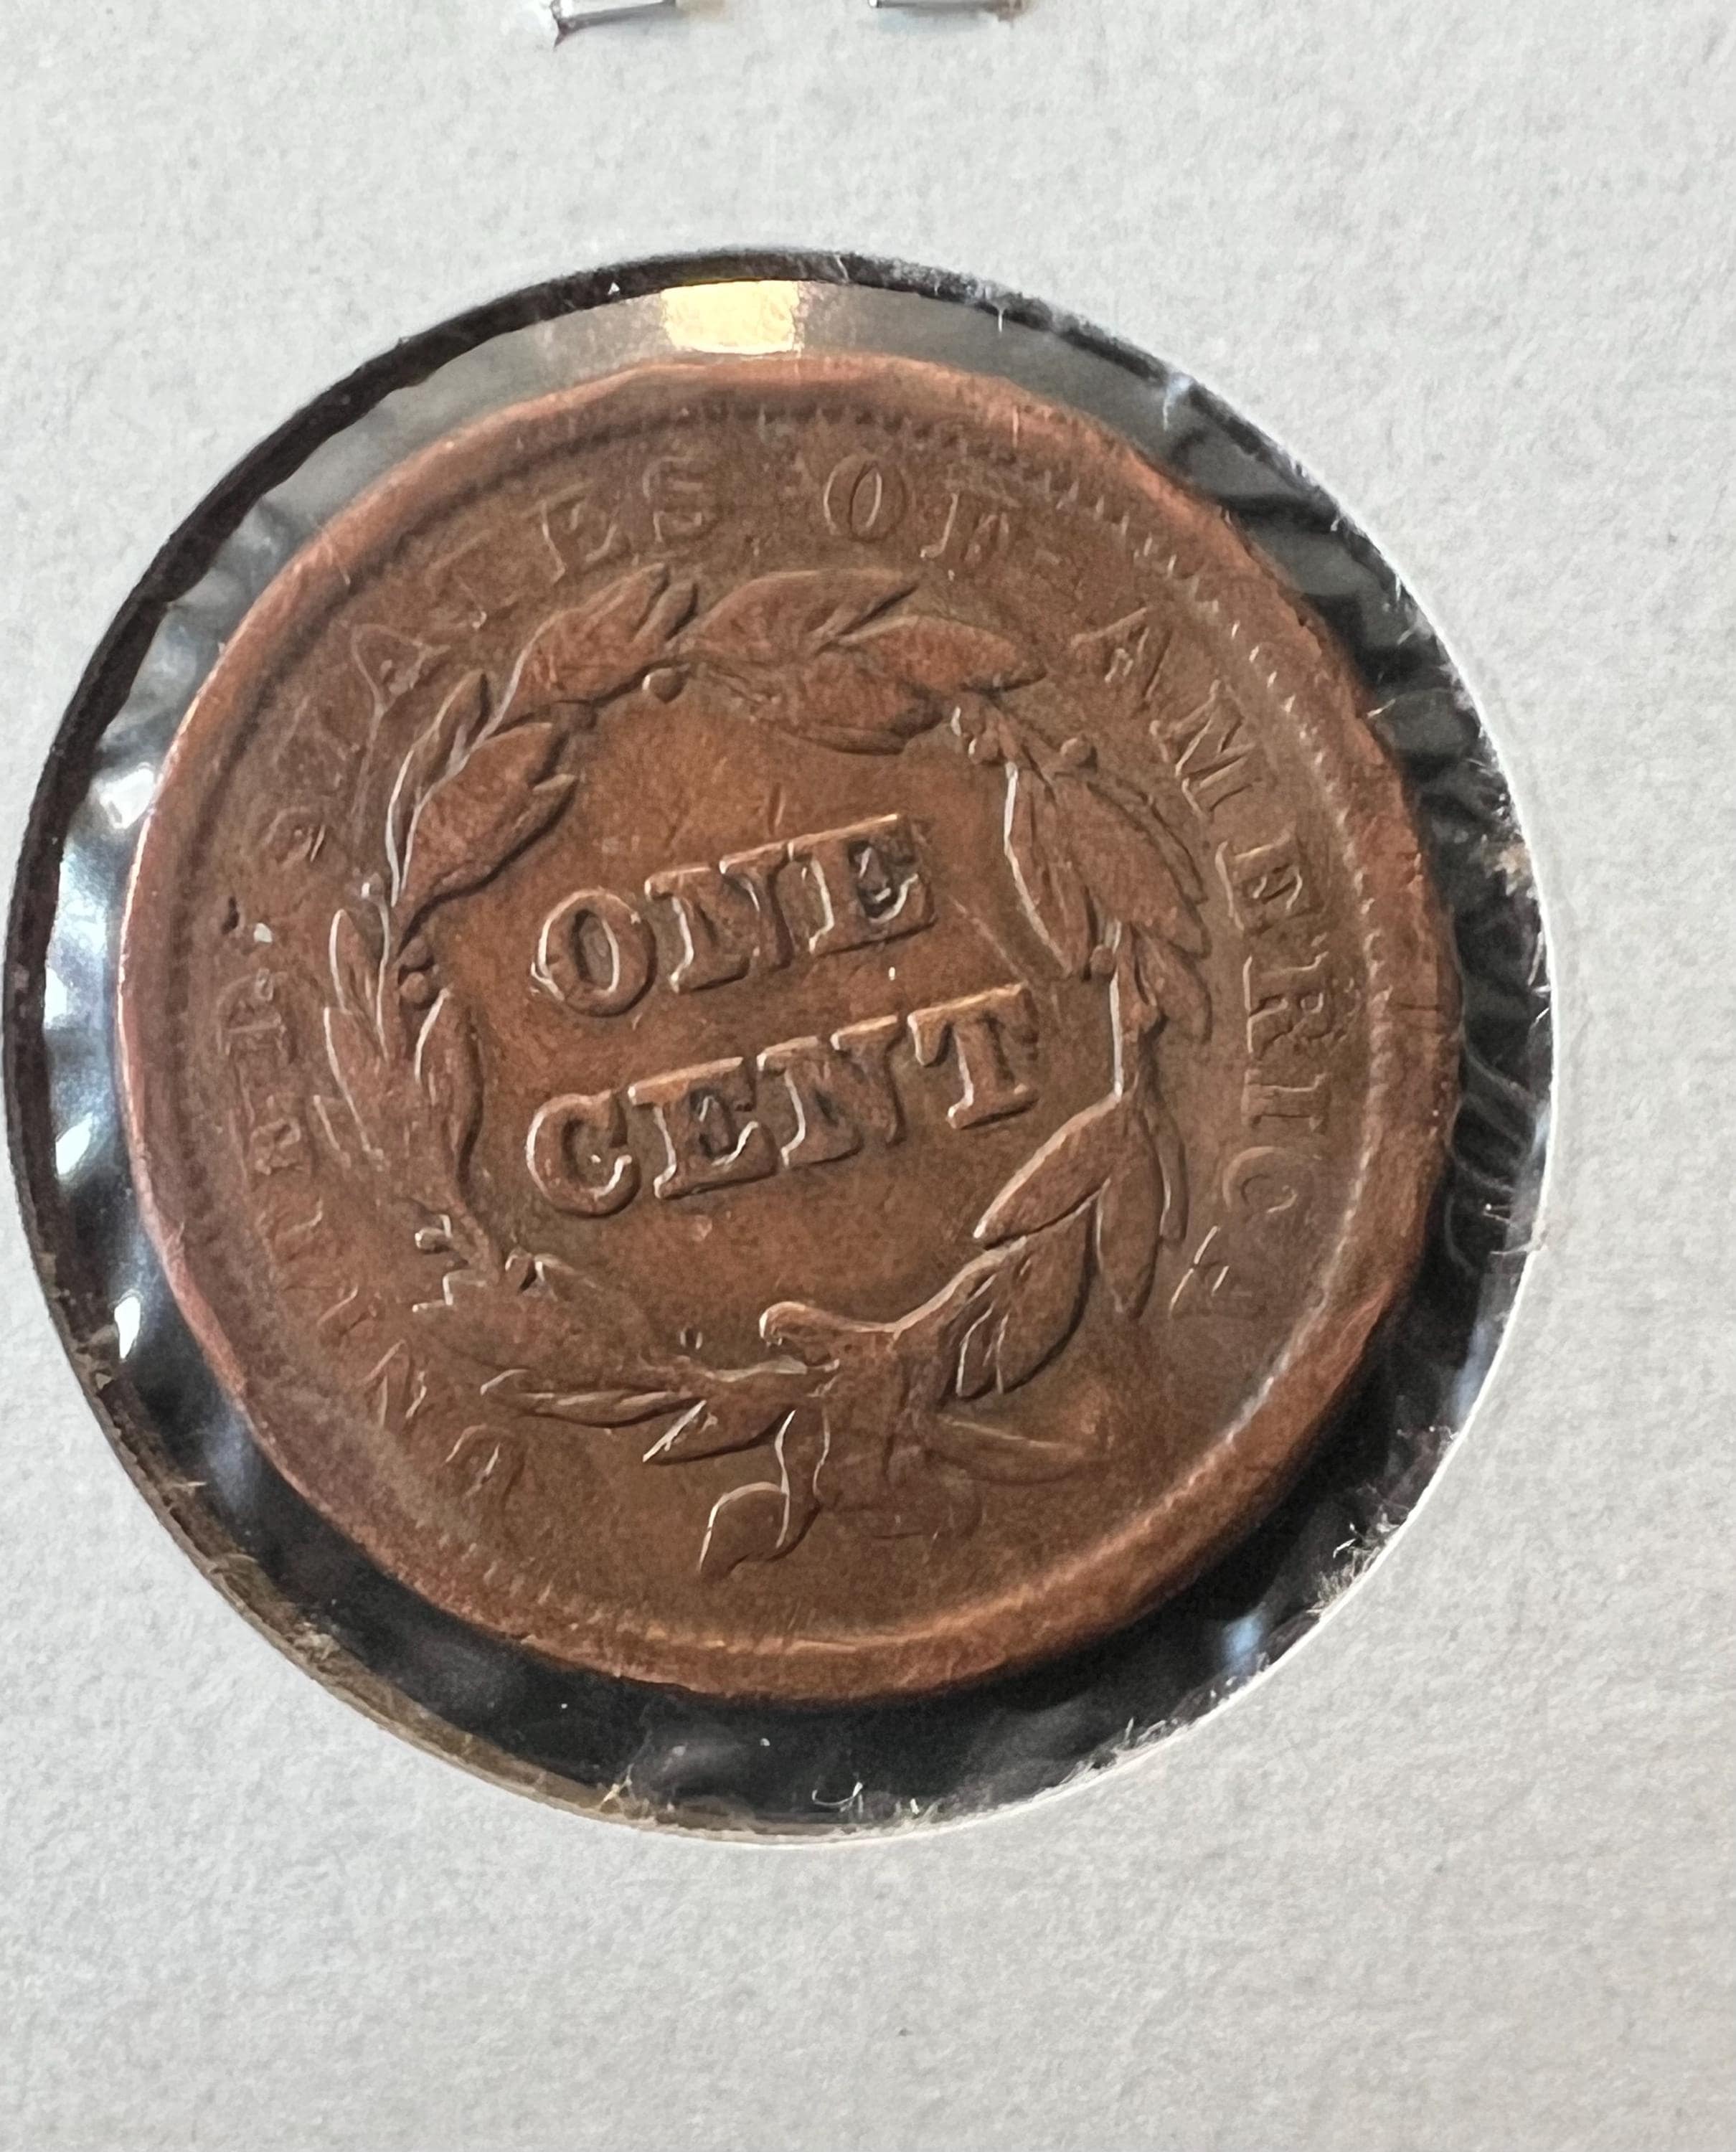 UNITED STATES OF AMERICA
ONE
CENT